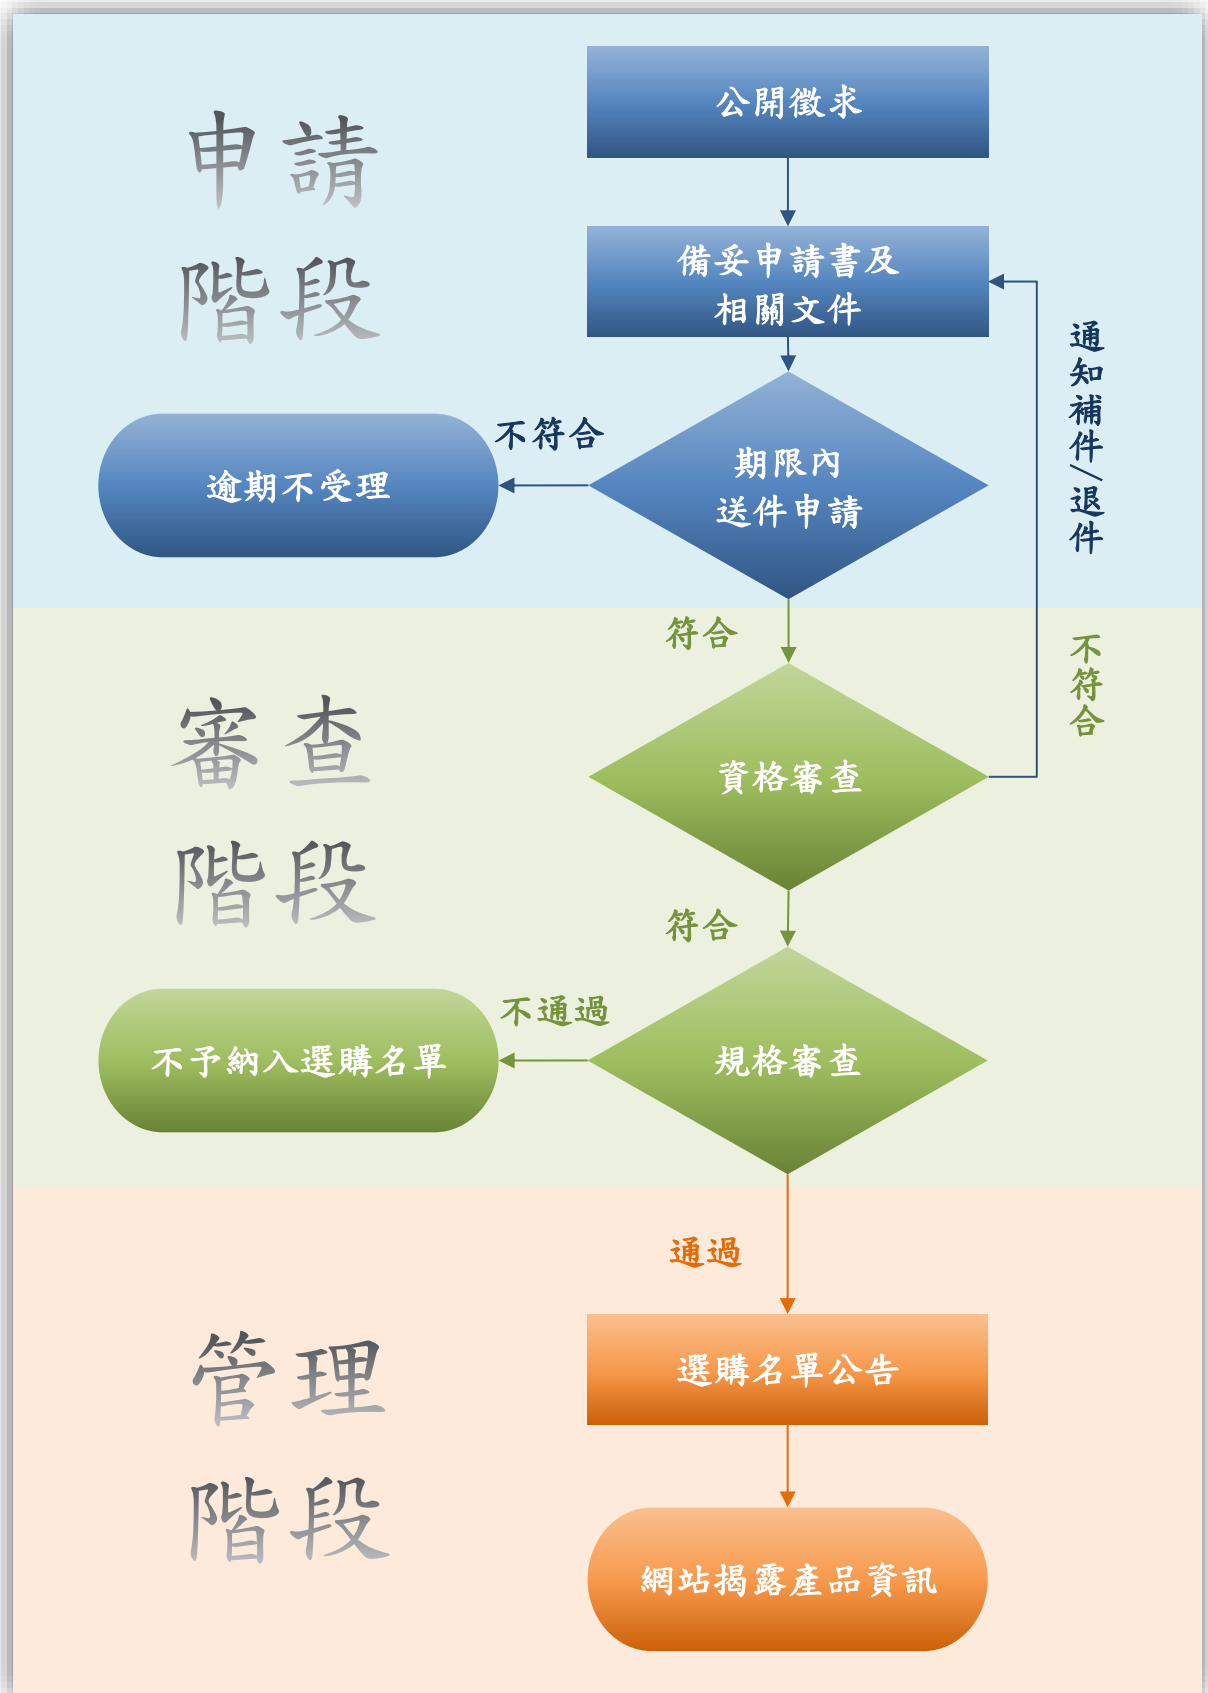 申請
階段
公開徵求
備妥申請書及
相關文件
期限內
送件申請
不符合
逾期不受理
通知補件/退件
符合
不符合
審查
階段
資格審查
符合
規格審查
不通過
不予納入選購名單
通過
管理
階段
選購名單公告
網站揭露產品資訊